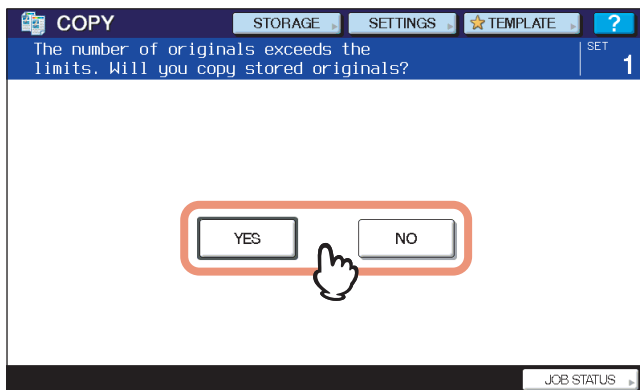 COPY STORAGE SETTINGS TEMPLATE ?
The number of originals exceeds the
limits. Will you copy stored originals?
SET
1
YES NO
JOB STATUS